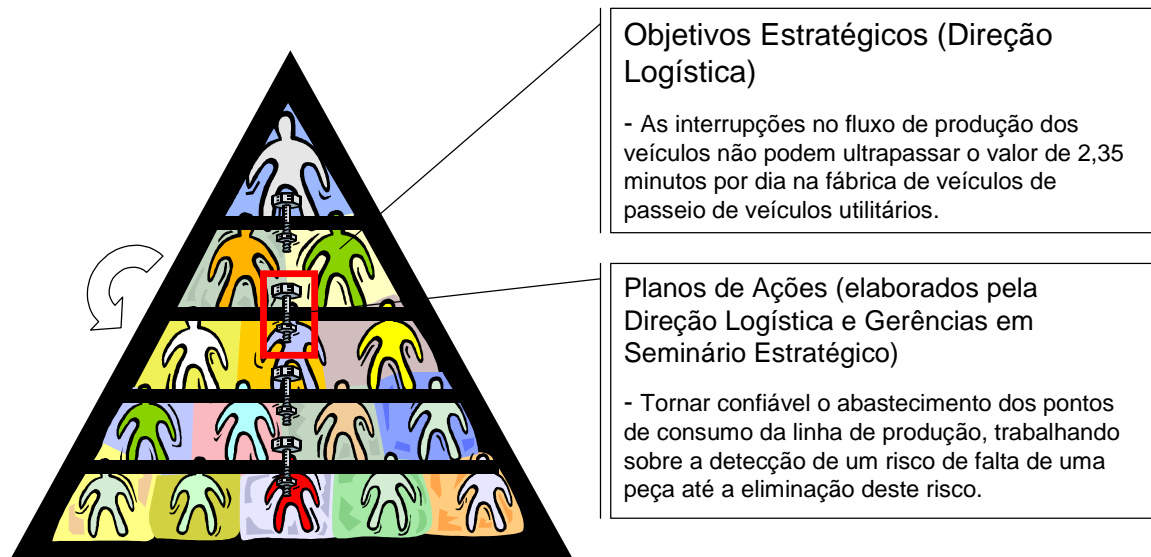 Objetivos Estratégicos (Direção
Logística)
- As interrupções no fluxo de produção dos
veículos não podem ultrapassar o valor de 2,35
minutos por dia na fábrica de veículos de
passeio de veículos utilitários.
Planos de Ações (elaborados pela
Direção Logística e Gerências em
Seminário Estratégico)
- Tornar confiável o abastecimento dos pontos
de consumo da linha de produção, trabalhando
sobre a detecção de um risco de falta de uma
peça até a eliminação deste risco.